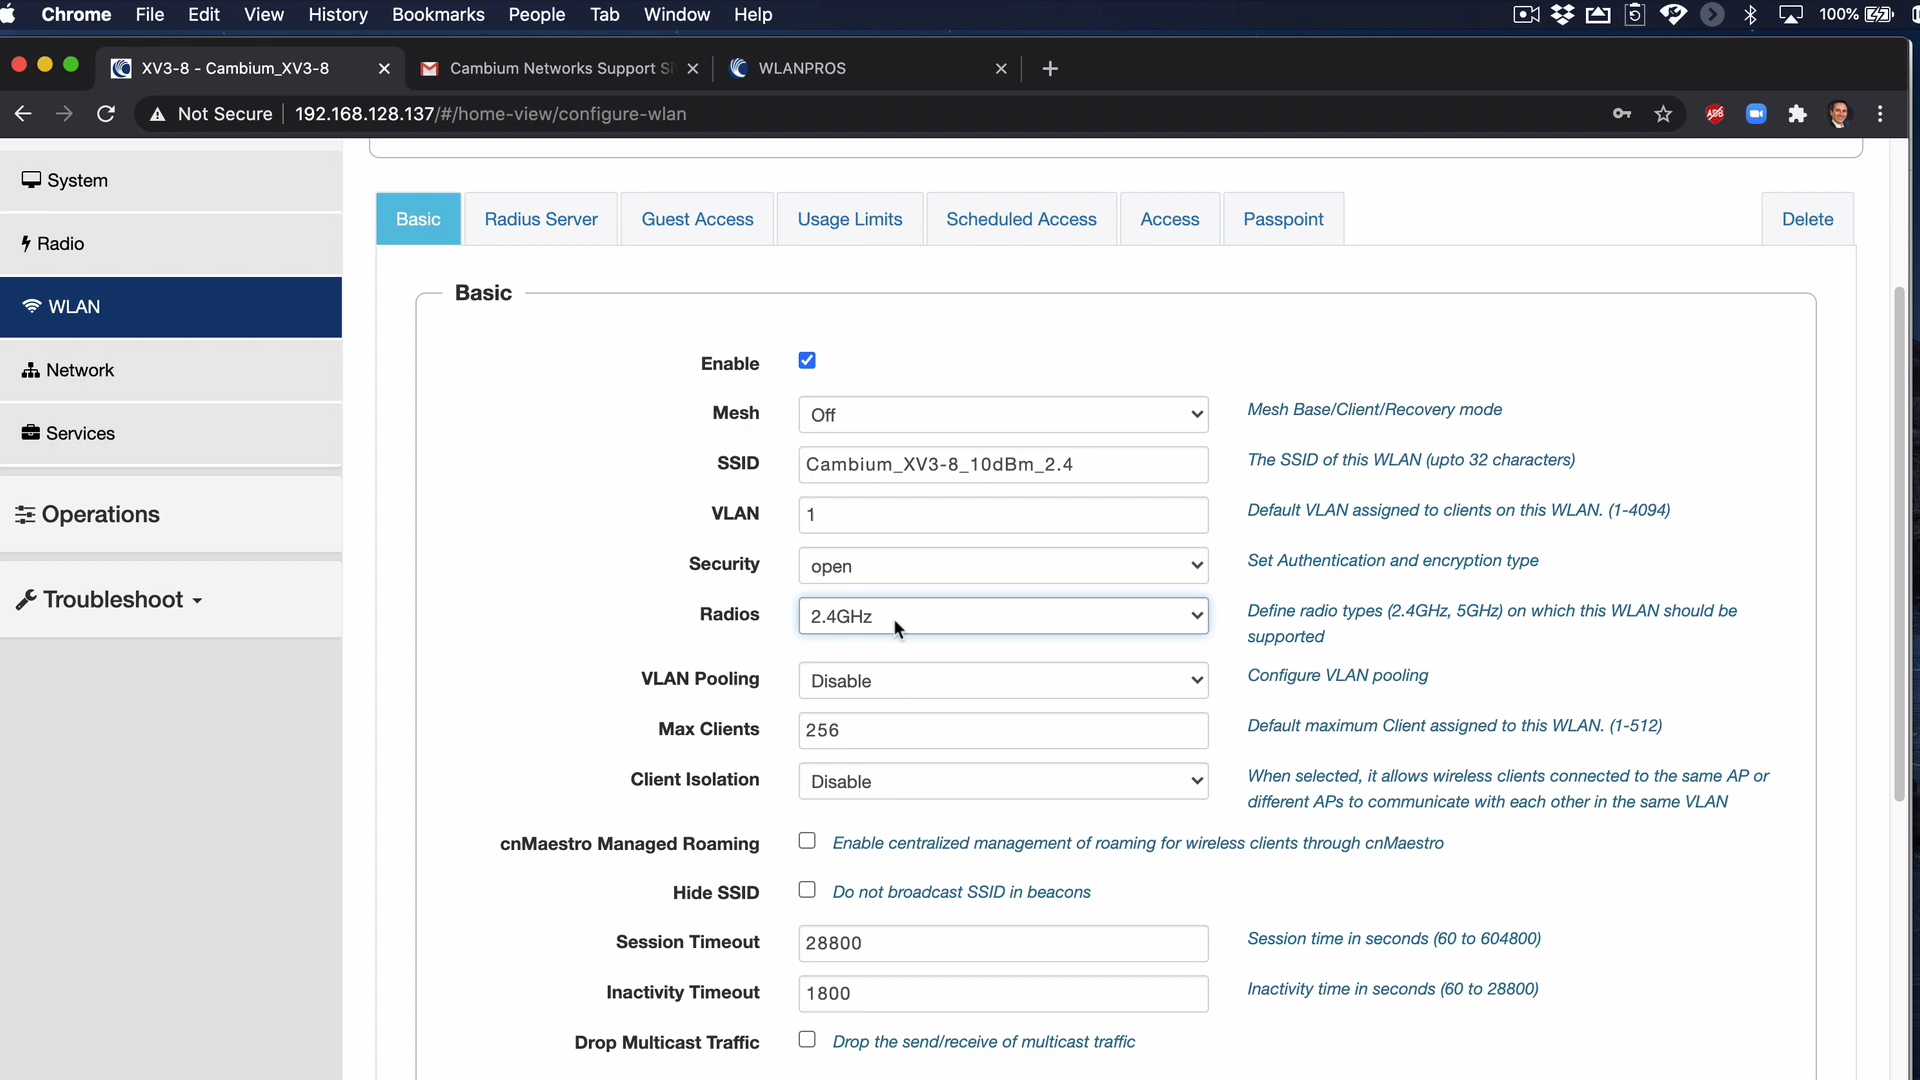 Chrome File Edit View History Bookmarks People Tab Window Help 100%
XV3-8 - Cambium_XV3-8 Cambium Networks Support Si WLANPROS
Not Secure 192.168.128.137/#/home-view/configure-wlan ABP
System
Radio
WLAN
Network
Services
Operations
Troubleshoot
Basic Radius Server Guest Access Usage Limits Scheduled Access Access Passpoint Delete
Basic
Enable
Mesh Off Mesh Base/Client/Recovery mode
SSID Cambium_XV3-8_10dBm_2.4 The SSID of this WLAN (upto 32 characters)
VLAN 1 Default VLAN assigned to clients on this WLAN. (1-4094)
Security open Set Authentication and encryption type
Radios 2.4GHz Define radio types (2.4GHz, 5GHz) on which this WLAN should be
supported
VLAN Pooling Disable Configure VLAN pooling
Max Clients 256 Default maximum Client assigned to this WLAN. (1-512)
Client Isolation Disable When selected, it allows wireless clients connected to the same AP or
different APs to communicate with each other in the same VLAN
cnMaestro Managed Roaming Enable centralized management of roaming for wireless clients through cnMaestro
Hide SSID Do not broadcast SSID in beacons
Session Timeout 28800 Session time in seconds (60 to 604800)
Inactivity Timeout 1800 Inactivity time in seconds (60 to 28800)
Drop Multicast Traffic Drop the send/receive of multicast traffic